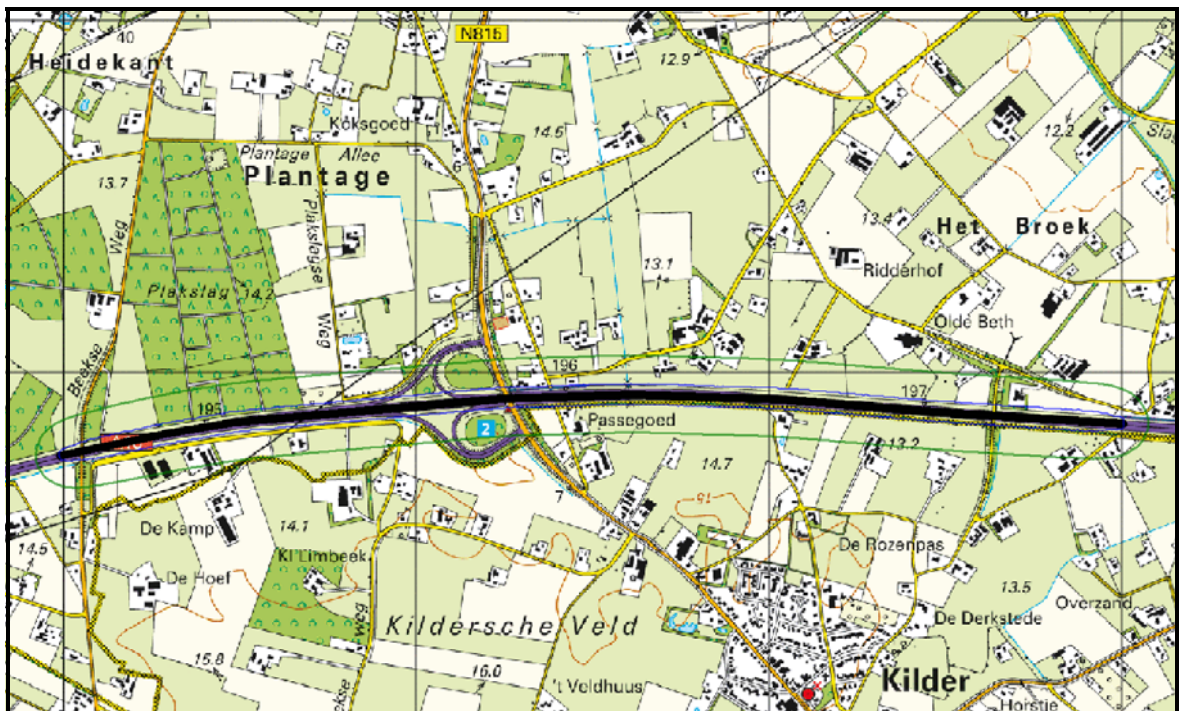 N815
40
Heidekant
12.9
Koksgoed
14.6
12.2
Sla
Plantage Allee
6
Plantage
13.7
Weg
Plakslagse
Weg
13.4
Het Broek
13.1
Ridderhof
Plakslag 14.2
Olde Beth
Beekse
196
195
197
2
Passegoed
13.2
14.7
7
16
De Kamp
14.1
14.5
Kl Limbeek
De Rozenpas
De Hoef
13.5
Overzand
Weg
De Derkstede
Kildersche Veld
15.8
16.0
't Veldhuus
Kilder
Horstje